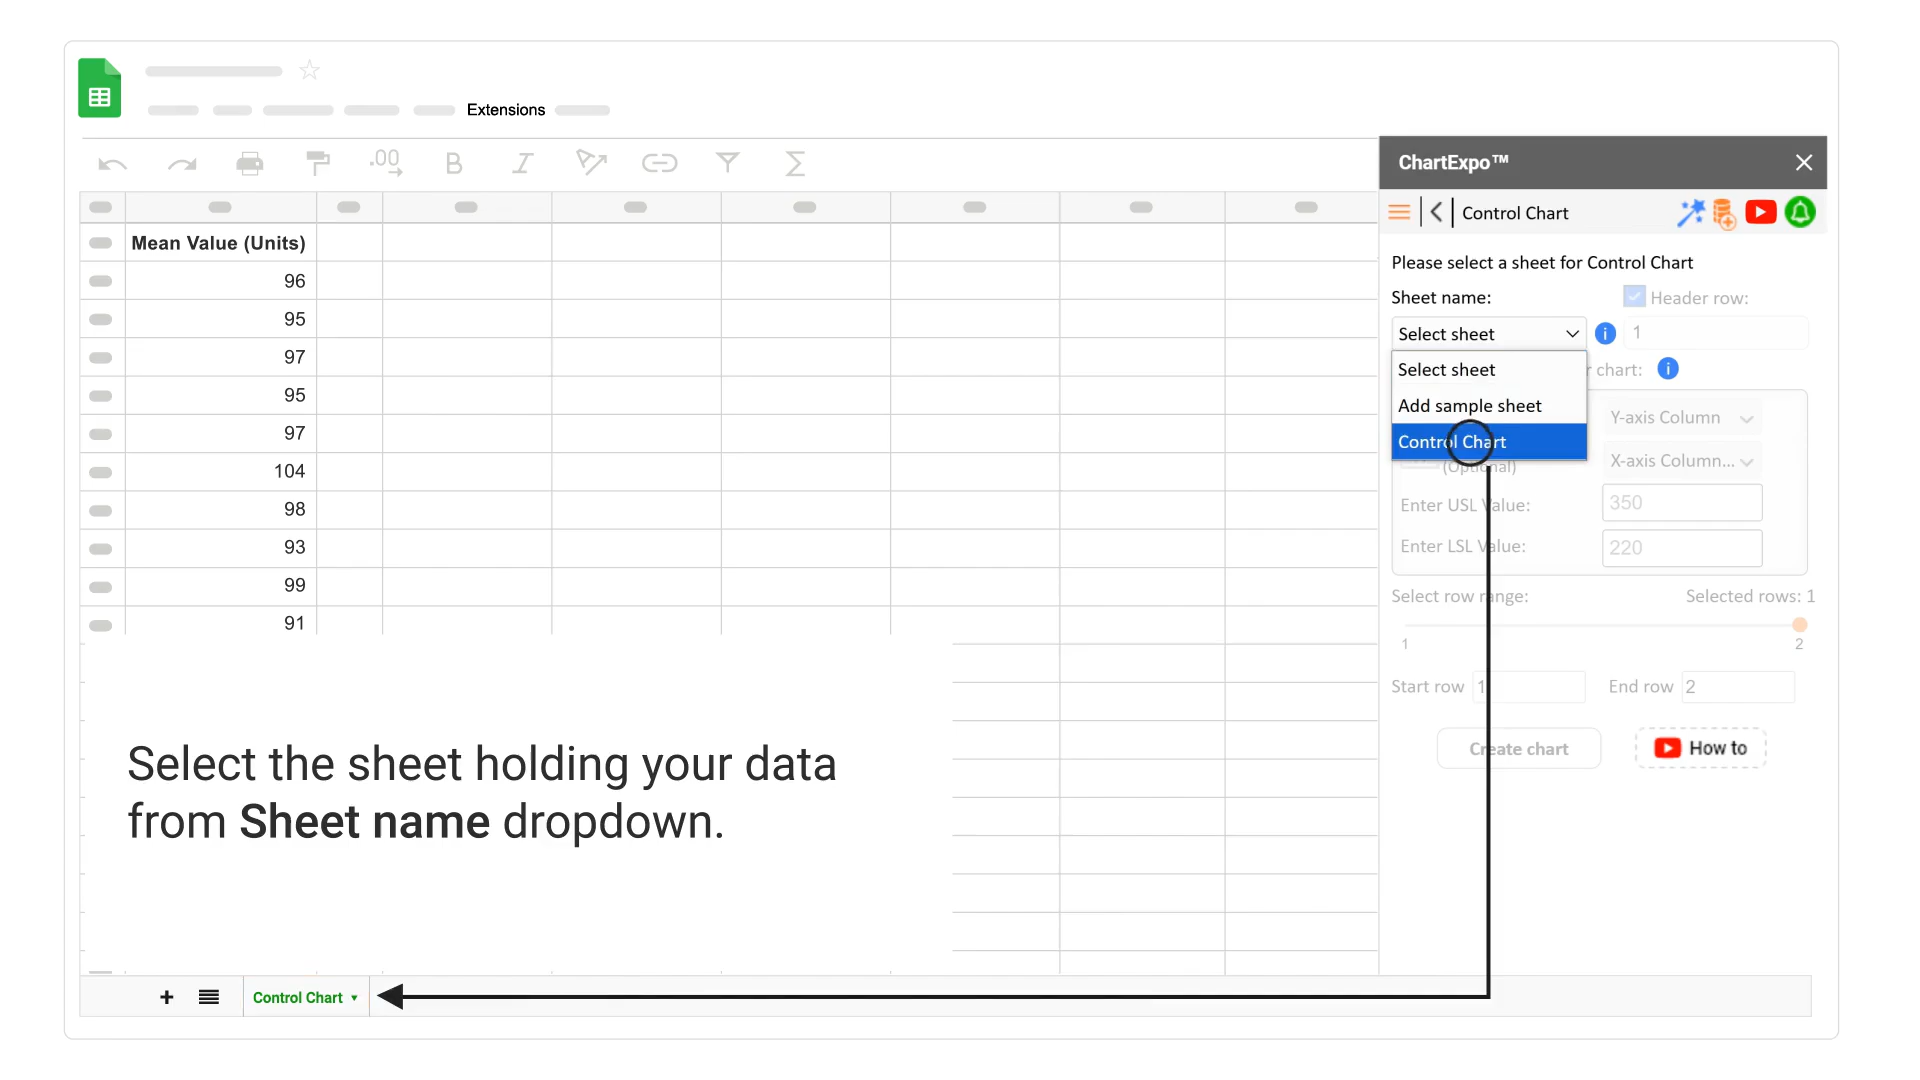 Extensions
.00
B
I
ChartExpo™
Control Chart
Please select a sheet for Control Chart
Sheet name:
Header row:
Select sheet
1
Select sheet
chart:
Add sample sheet
Y-axis Column
Control Chart
X-axis Column...
(Optional)
Enter USL Value:
350
Enter LSL Value:
220
Select row range:
Selected rows: 1
1
2
Start row 1
End row 2
Create chart
How to
Mean Value (Units)
96
95
97
95
97
104
98
93
99
91
Select the sheet holding your data
from Sheet name dropdown.
+
Control Chart